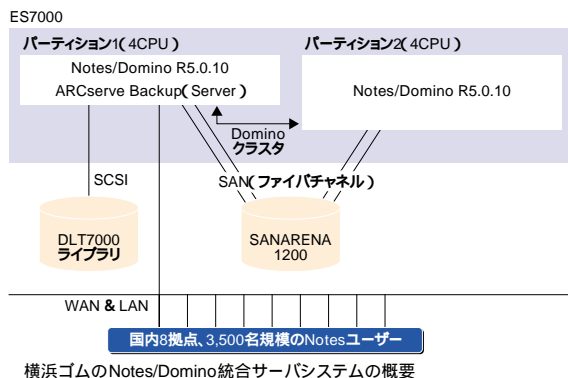 ES7000
パーティション1(4CPU)
パーティション2(4CPU)
Notes/Domino R5.0.10
ARCserve Backup(Server)
Notes/Domino R5.0.10
Domino
クラスタ
SCSI
SAN(ファイバチャネル)
DLT7000
ライブラリ
SANARENA
1200
WAN & LAN
国内8拠点、3,500名規模のNotesユーザー
横浜ゴムのNotes/Domino統合サーバシステムの概要